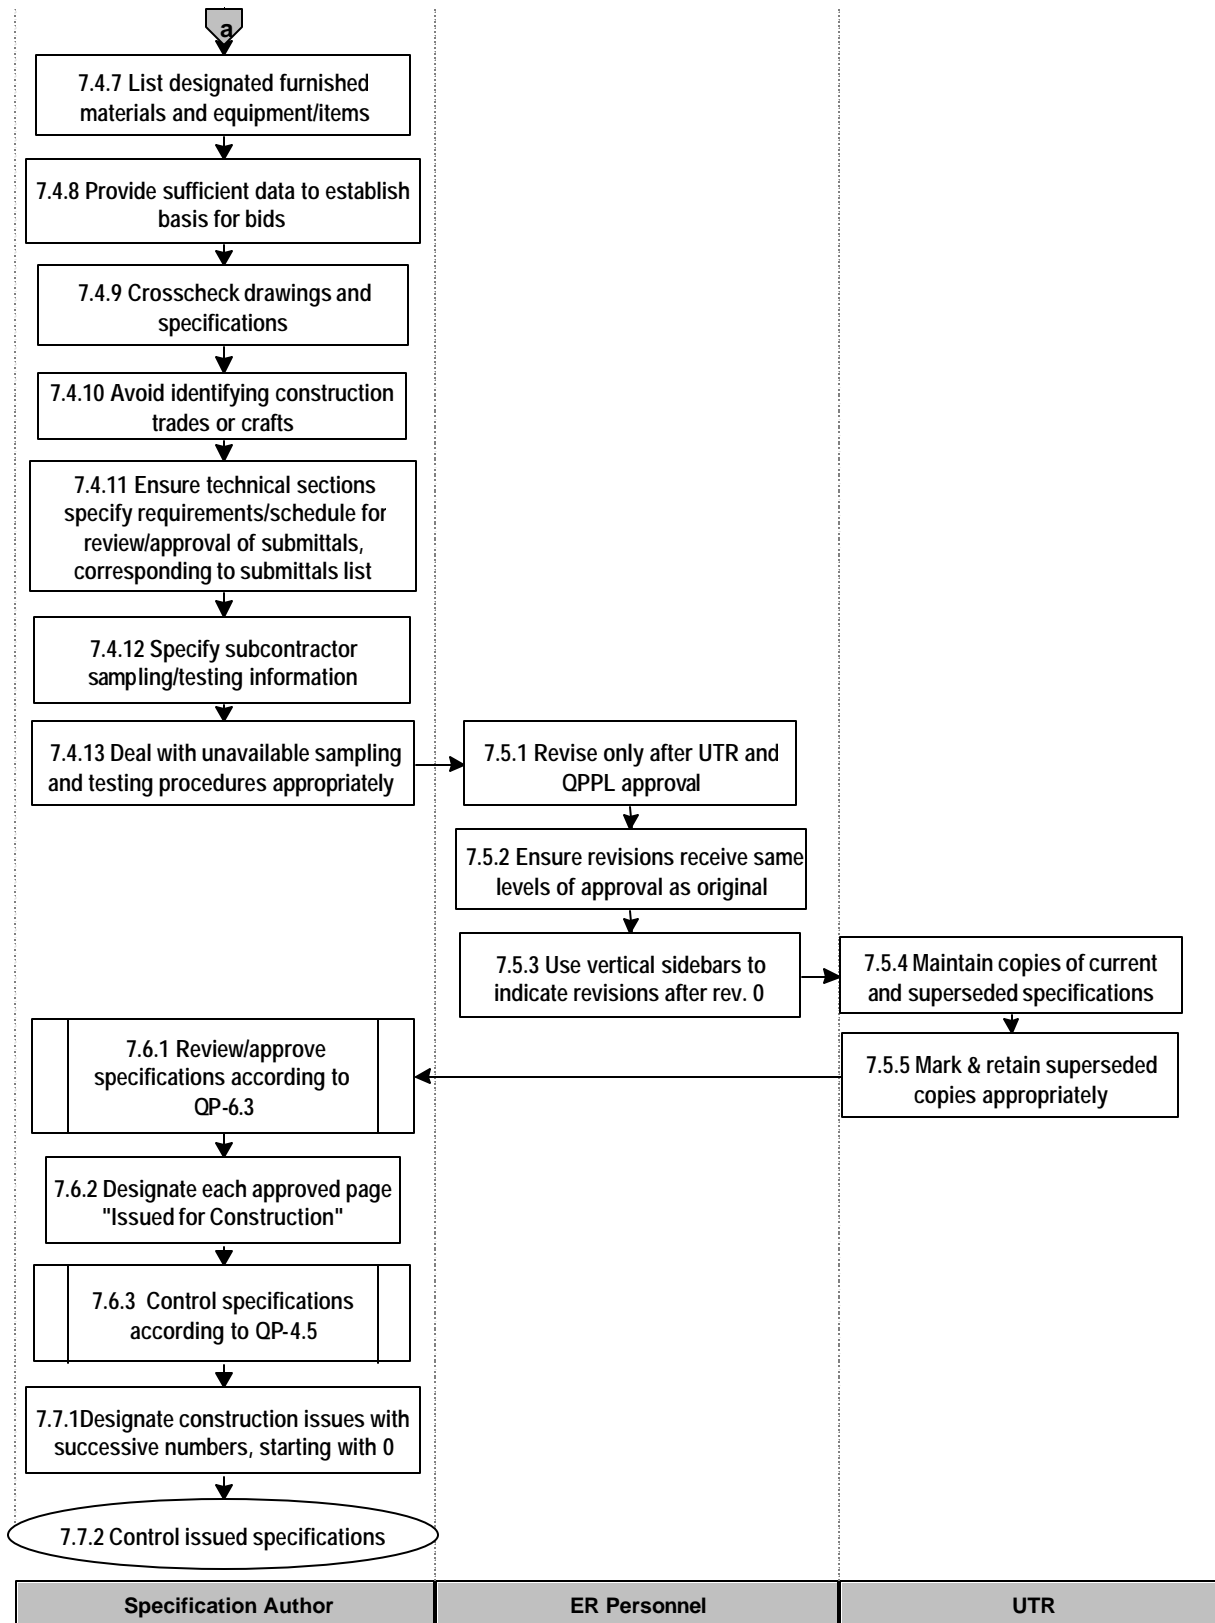 a
7.4.7 List designated furnished
materials and equipment/items
7.4.8 Provide sufficient data to establish
basis for bids
7.4.9 Crosscheck drawings and
specifications
7.4.10 Avoid identifying construction
trades or crafts
7.4.11 Ensure technical sections
specify requirements/schedule for
review/approval of submittals,
corresponding to submittals list
7.4.12 Specify subcontractor
sampling/testing information
7.4.13 Deal with unavailable sampling
and testing procedures appropriately
7.5.1 Revise only after UTR and
QPPL approval
7.5.2 Ensure revisions receive same
levels of approval as original
7.5.3 Use vertical sidebars to
indicate revisions after rev. 0
7.5.4 Maintain copies of current
and superseded specifications
7.5.5 Mark & retain superseded
copies appropriately
7.6.1 Review/approve
specifications according to
QP-6.3
7.6.2 Designate each approved page
"Issued for Construction"
7.6.3 Control specifications
according to QP-4.5
7.7.1Designate construction issues with
successive numbers, starting with 0
7.7.2 Control issued specifications
Specification Author
ER Personnel
UTR